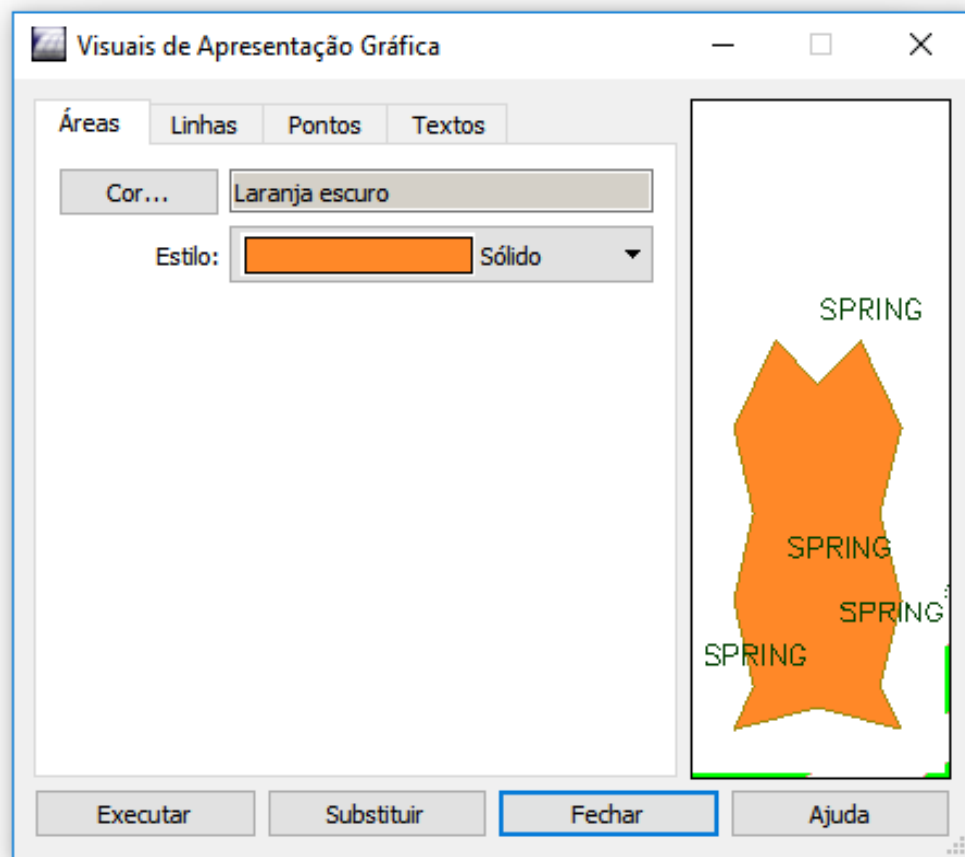 Visuais de Apresentação Gráfica
Áreas Linhas Pontos Textos
Cor... Laranja escuro
Estilo: Sólido
SPRING
SPRING
SPRING
SPRING
Executar Substituir Fechar Ajuda